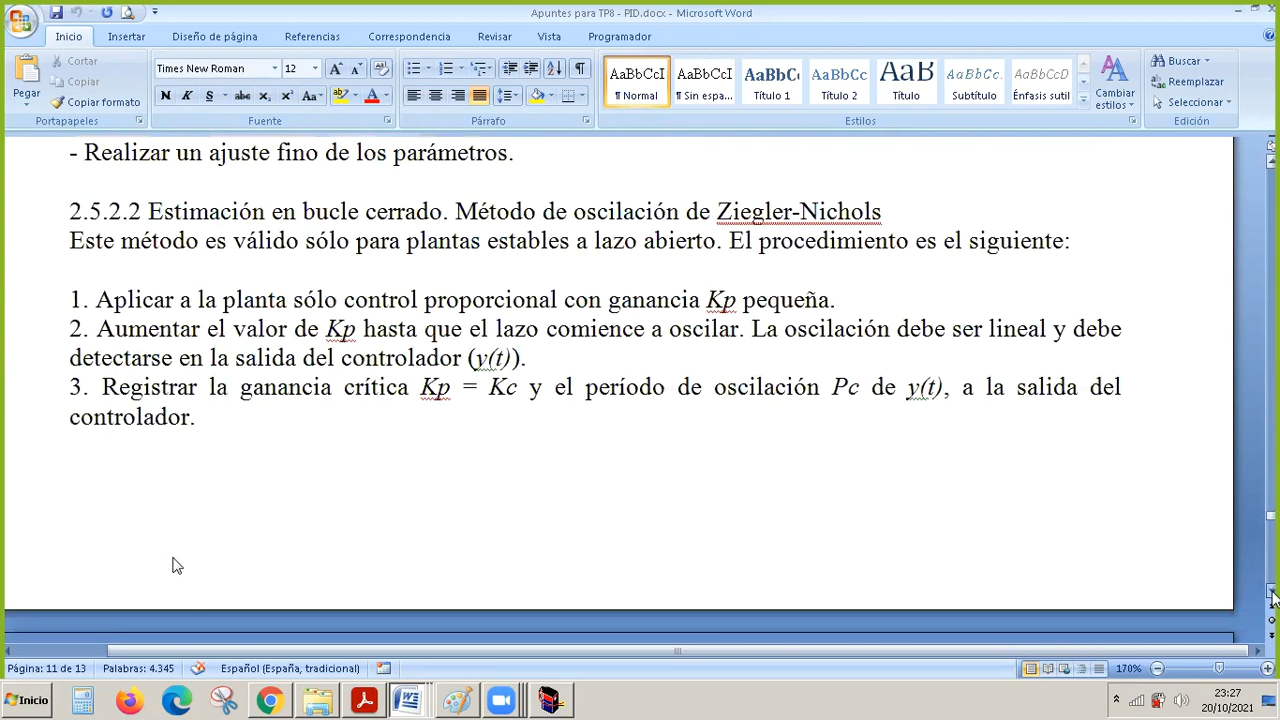 Apuntes para TP8 - PID.docx - Microsoft Word
Inicio Insertar Diseño de página Referencias Correspondencia Revisar Vista Programador
Pegar
Cortar
Copiar
Copiar formato
Portapapeles
Times New Roman 12
N K S abc x₂ x² Aa
Fuente
Párrafo
AaBbCcI AaBbCcI AaBbC AaBbCc AaB AaBbCc. AaBbCcI
¶ Normal ¶ Sin espa... Título 1 Título 2 Título Subtítulo Énfasis sutil
Cambiar estilos
Estilos
Buscar
Reemplazar
Seleccionar
Edición
- Realizar un ajuste fino de los parámetros.
2.5.2.2 Estimación en bucle cerrado. Método de oscilación de Ziegler-Nichols
Este método es válido sólo para plantas estables a lazo abierto. El procedimiento es el siguiente:
1. Aplicar a la planta sólo control proporcional con ganancia Kp pequeña.
2. Aumentar el valor de Kp hasta que el lazo comience a oscilar. La oscilación debe ser lineal y debe
detectarse en la salida del controlador (y(t)).
3. Registrar la ganancia crítica Kp = Kc y el período de oscilación Pc de y(t), a la salida del
controlador.
Página: 11 de 13 Palabras: 4.345 Español (España, tradicional) 170%
Inicio
23:27
20/10/2021